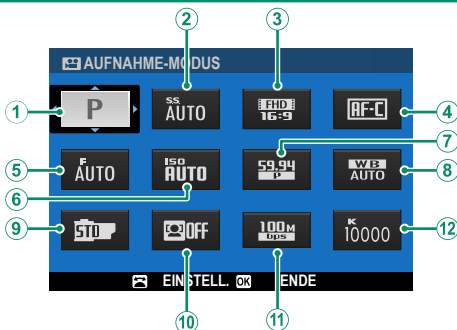 2 3
AUFNAHME-MODUS
1 P S.S. AUTO FHD 16:9 AF-C 4
7
5 F AUTO ISO AUTO 59.94 P WB AUTO 8
6
9 STD OFF 100M bps K 10000 12
EINSTELL. OK ENDE
10 11